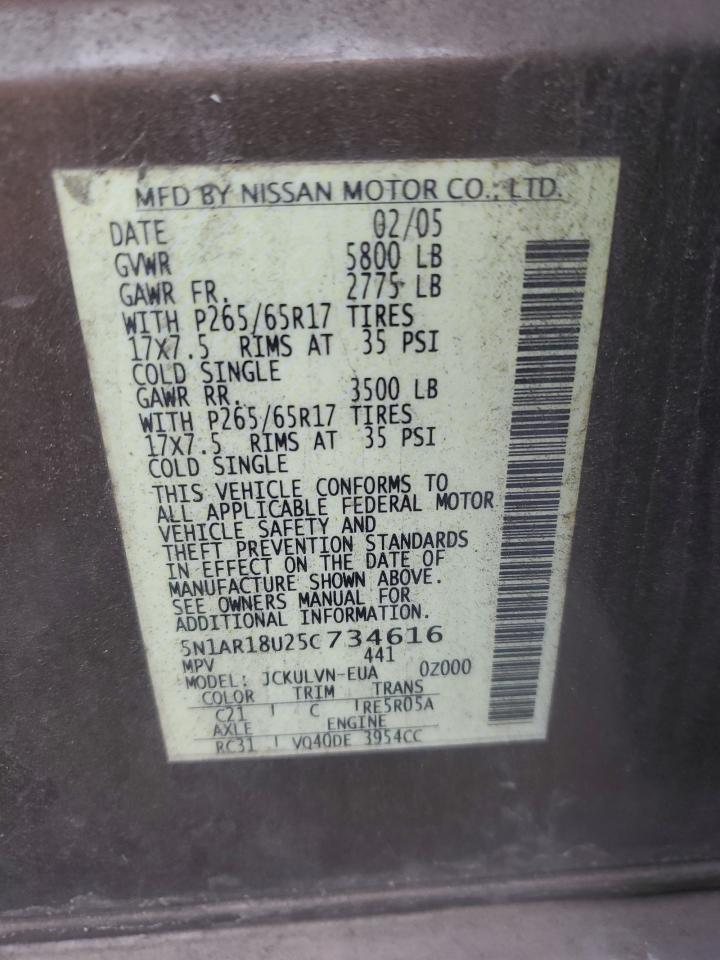 MFD BY NISSAN MOTOR CO., LTD.
DATE 02/05
GVWR 5800 LB
GAWR FR. 2775 LB
WITH P265/65R17 TIRES
17X7.5 RIMS AT 35 PSI
COLD SINGLE
GAWR RR. 3500 LB
WITH P265/65R17 TIRES
17X7.5 RIMS AT 35 PSI
COLD SINGLE
THIS VEHICLE CONFORMS TO
ALL APPLICABLE FEDERAL MOTOR
VEHICLE SAFETY AND
THEFT PREVENTION STANDARDS
IN EFFECT ON THE DATE OF
MANUFACTURE SHOWN ABOVE.
SEE OWNERS MANUAL FOR
ADDITIONAL INFORMATION.
5N1AR18U25C734616
MPV 441
MODEL: JCKULVN-EUA 0Z000
COLOR TRIM TRANS
C21 C RE5R05A
AXLE ENGINE
RC31 VQ40DE 3954CC